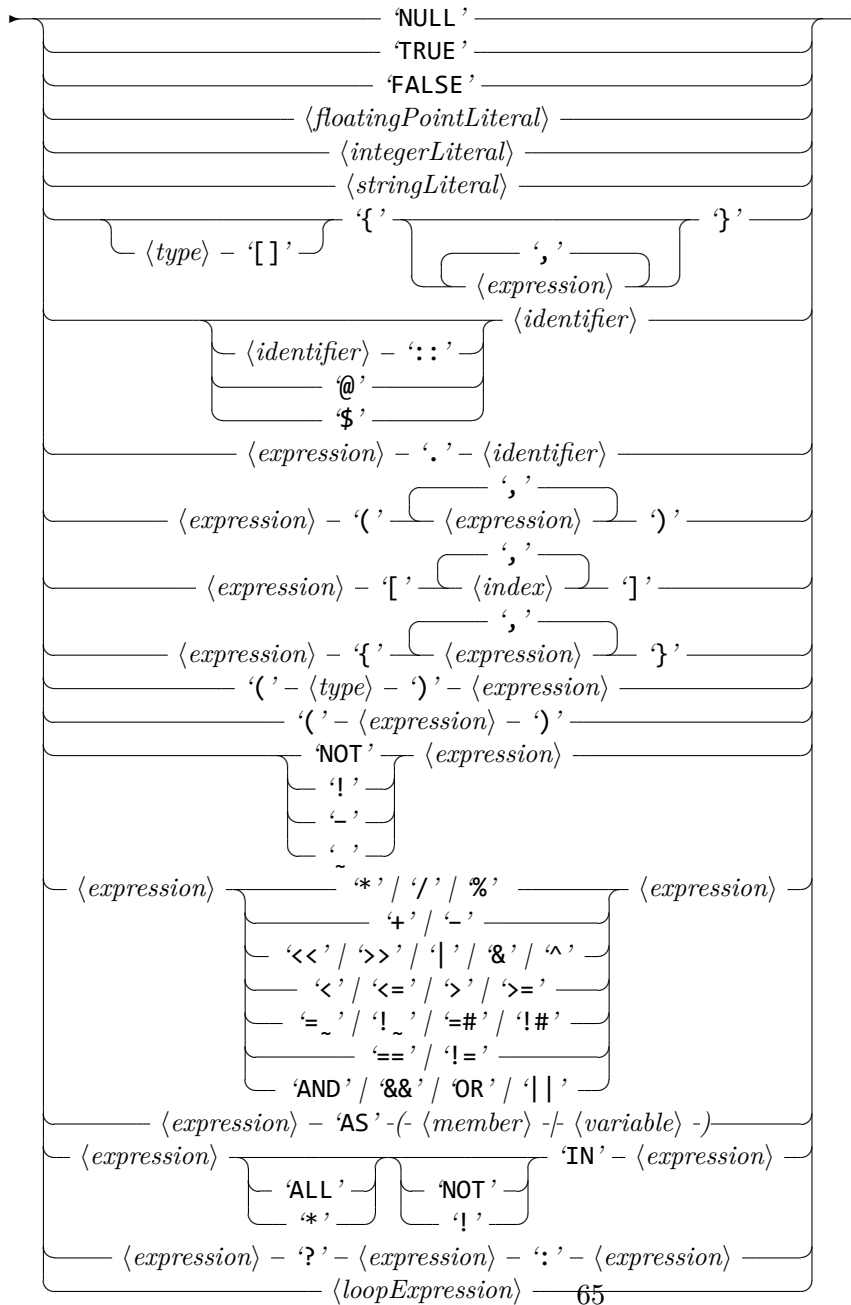 ‘NULL’
‘TRUE’
‘FALSE’
⟨floatingPointLiteral⟩
⟨integerLiteral⟩
⟨stringLiteral⟩
‘{’ ‘}’
⟨type⟩ – ‘[]’ ‘,’
⟨expression⟩
⟨identifier⟩
⟨identifier⟩ – ‘::’
‘@’
‘$’
⟨expression⟩ – ‘.’ – ⟨identifier⟩
‘,’
⟨expression⟩ – ‘(’ ⟨expression⟩ ‘)’
‘,’
⟨expression⟩ – ‘[’ ⟨index⟩ ‘]’
‘,’
⟨expression⟩ – ‘{’ ⟨expression⟩ ‘}’
‘(’ – ⟨type⟩ – ‘)’ – ⟨expression⟩
‘(’ – ⟨expression⟩ – ‘)’
‘NOT’ ⟨expression⟩
‘!’
‘-’
‘~’
⟨expression⟩ ‘*’ / ‘/’ / ‘%’ ⟨expression⟩
‘+’ / ‘-’
‘<<’ / ‘>>’ / ‘|’ / ‘&’ / ‘^’
‘<’ / ‘<=’ / ‘>’ / ‘>=’
‘=~’ / ‘!~’ / ‘=#’ / ‘!#’
‘==’ / ‘!=’
‘AND’ / ‘&&’ / ‘OR’ / ‘||’
⟨expression⟩ – ‘AS’ -(- ⟨member⟩ -/- ⟨variable⟩ -)
⟨expression⟩ ‘IN’ – ⟨expression⟩
‘ALL’ ‘NOT’
‘*’ ‘!’
⟨expression⟩ – ‘?’ – ⟨expression⟩ – ‘:’ – ⟨expression⟩
⟨loopExpression⟩ 65